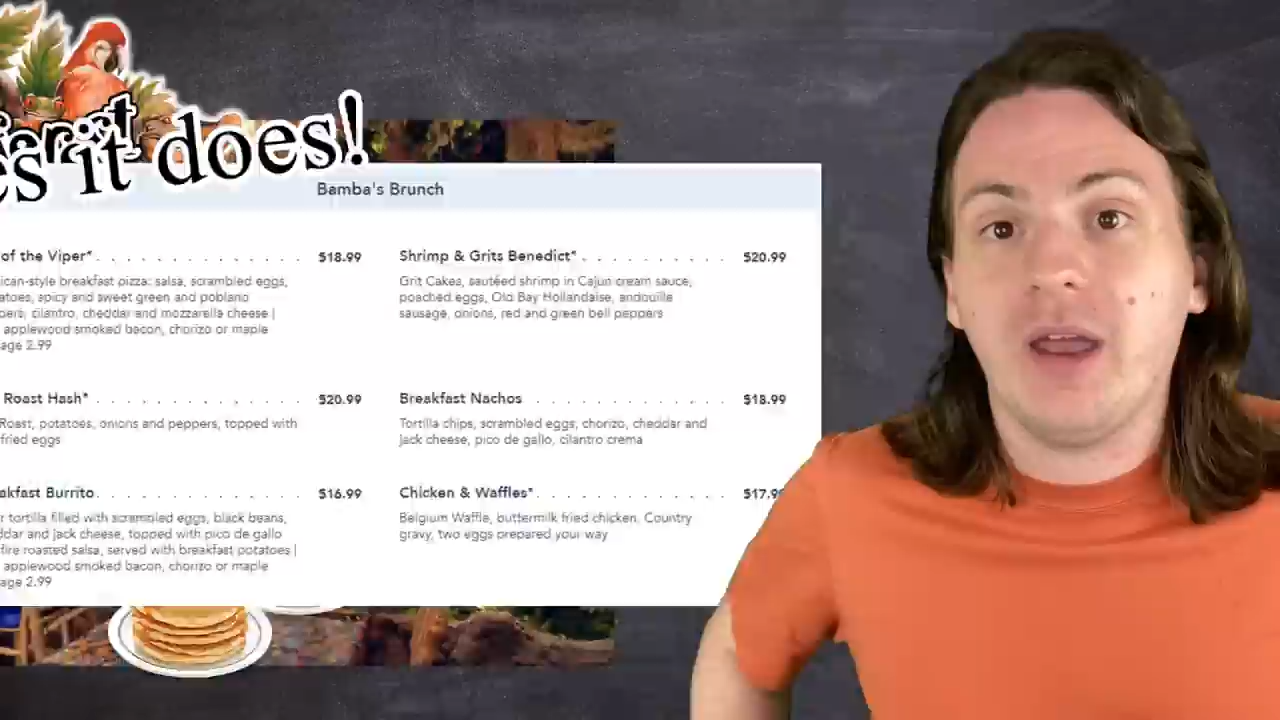 es it does!
Bamba's Brunch
of the Viper* $18.99
ican-style breakfast pizza: salsa, scrambled eggs,
atoes, spicy and sweet green and poblano
pers, cilantro, cheddar and mozzarella cheese |
applewood smoked bacon, chorizo or maple
age 2.99
Roast Hash* $20.99
Roast, potatoes, onions and peppers, topped with
fried eggs
akfast Burrito $16.99
r tortilla filled with scrambled eggs, black beans,
ddar and jack cheese, topped with pico de gallo
fire roasted salsa, served with breakfast potatoes |
applewood smoked bacon, chorizo or maple
age 2.99
Shrimp & Grits Benedict* $20.99
Grit Cakes, sautéed shrimp in Cajun cream sauce,
poached eggs, Old Bay Hollandaise, andouille
sausage, onions, red and green bell peppers
Breakfast Nachos $18.99
Tortilla chips, scrambled eggs, chorizo, cheddar and
jack cheese, pico de gallo, cilantro crema
Chicken & Waffles* $17.99
Belgium Waffle, buttermilk fried chicken, Country
gravy, two eggs prepared your way